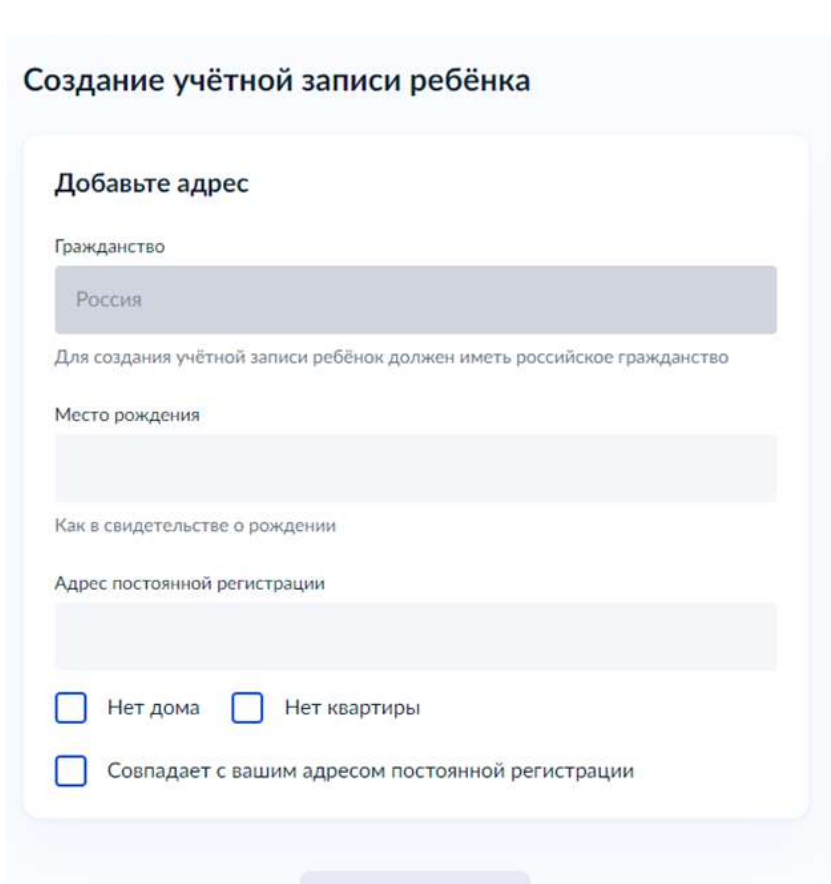 Создание учётной записи ребёнка
Добавьте адрес
Гражданство
Россия
Для создания учётной записи ребёнок должен иметь российское гражданство
Место рождения
Как в свидетельстве о рождении
Адрес постоянной регистрации
Нет дома Нет квартиры
Совпадает с вашим адресом постоянной регистрации